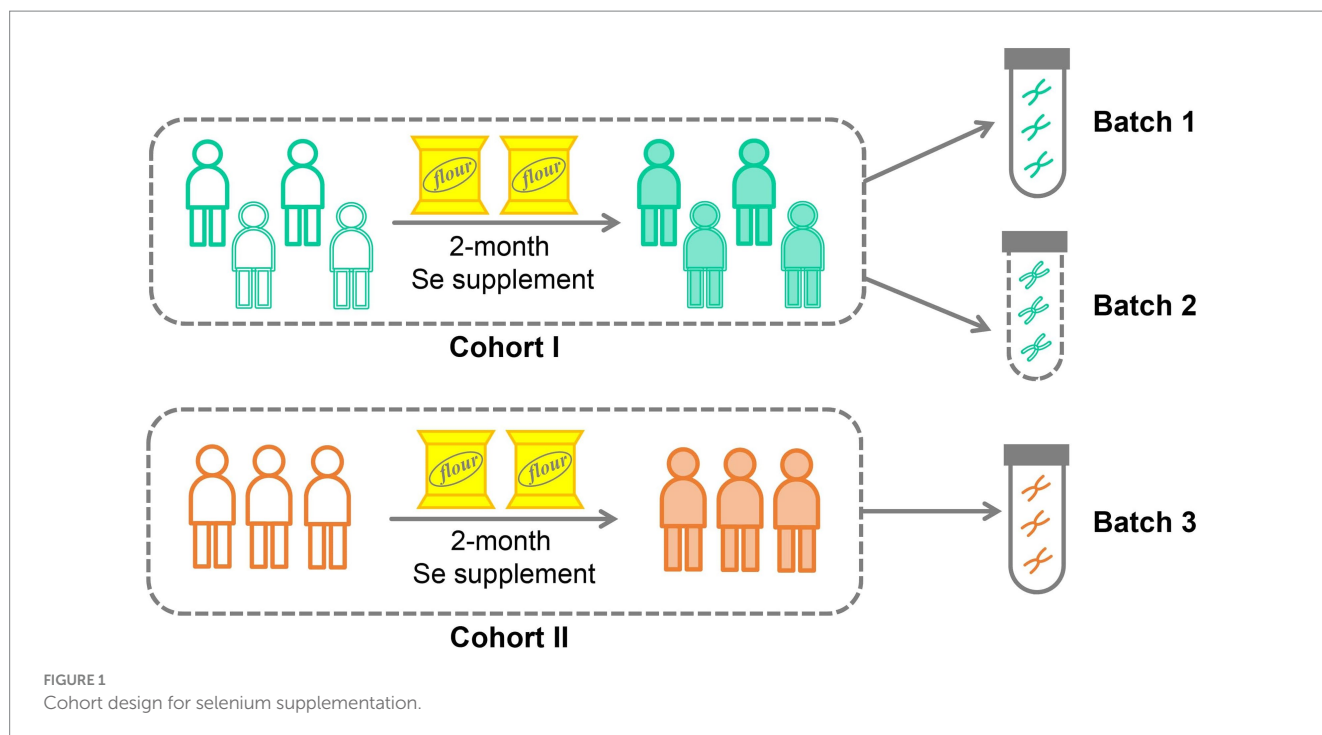 Batch 1
flour flour
2-month
Se supplement
Batch 2
Cohort I
flour flour
2-month
Se supplement
Batch 3
Cohort II
FIGURE 1
Cohort design for selenium supplementation.